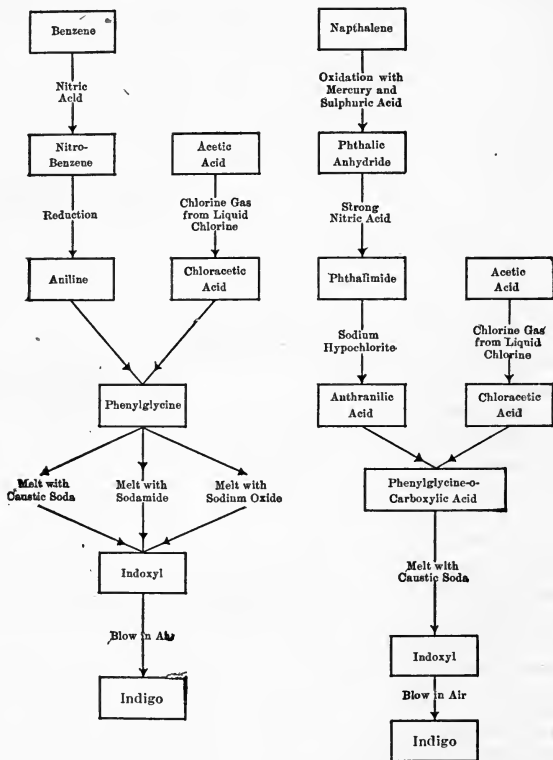 Benzene
Nitric
Acid
Nitro-
Benzene
Reduction
Aniline
Acetic
Acid
Chlorine Gas
from Liquid
Chlorine
Chloracetic
Acid
Phenylglycine
Melt with
Caustic Soda
Melt with
Sodamide
Melt with
Sodium Oxide
Indoxyl
Blow in Air
Indigo
Napthalene
Oxidation with
Mercury and
Sulphuric Acid
Phthalic
Anhydride
Strong
Nitric Acid
Phthalimide
Sodium
Hypochlorite
Anthranilic
Acid
Acetic
Acid
Chlorine Gas
from Liquid
Chlorine
Chloracetic
Acid
Phenylglycine-o-
Carboxylic Acid
Melt with
Caustic Soda
Indoxyl
Blow in Air
Indigo